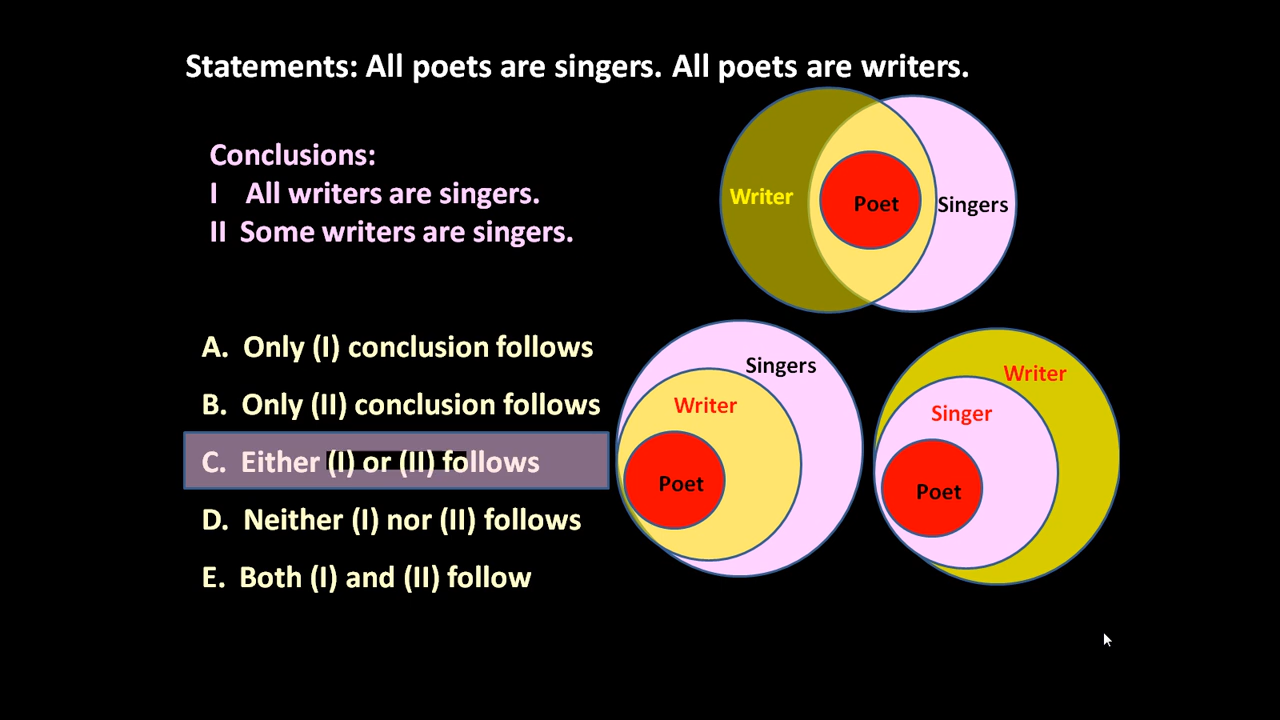 Statements: All poets are singers. All poets are writers.
Conclusions:
I All writers are singers.
II Some writers are singers.
Writer
Poet
Singers
A. Only (I) conclusion follows
B. Only (II) conclusion follows
C. Either (I) or (II) follows
D. Neither (I) nor (II) follows
E. Both (I) and (II) follow
Singers
Writer
Poet
Writer
Singer
Poet